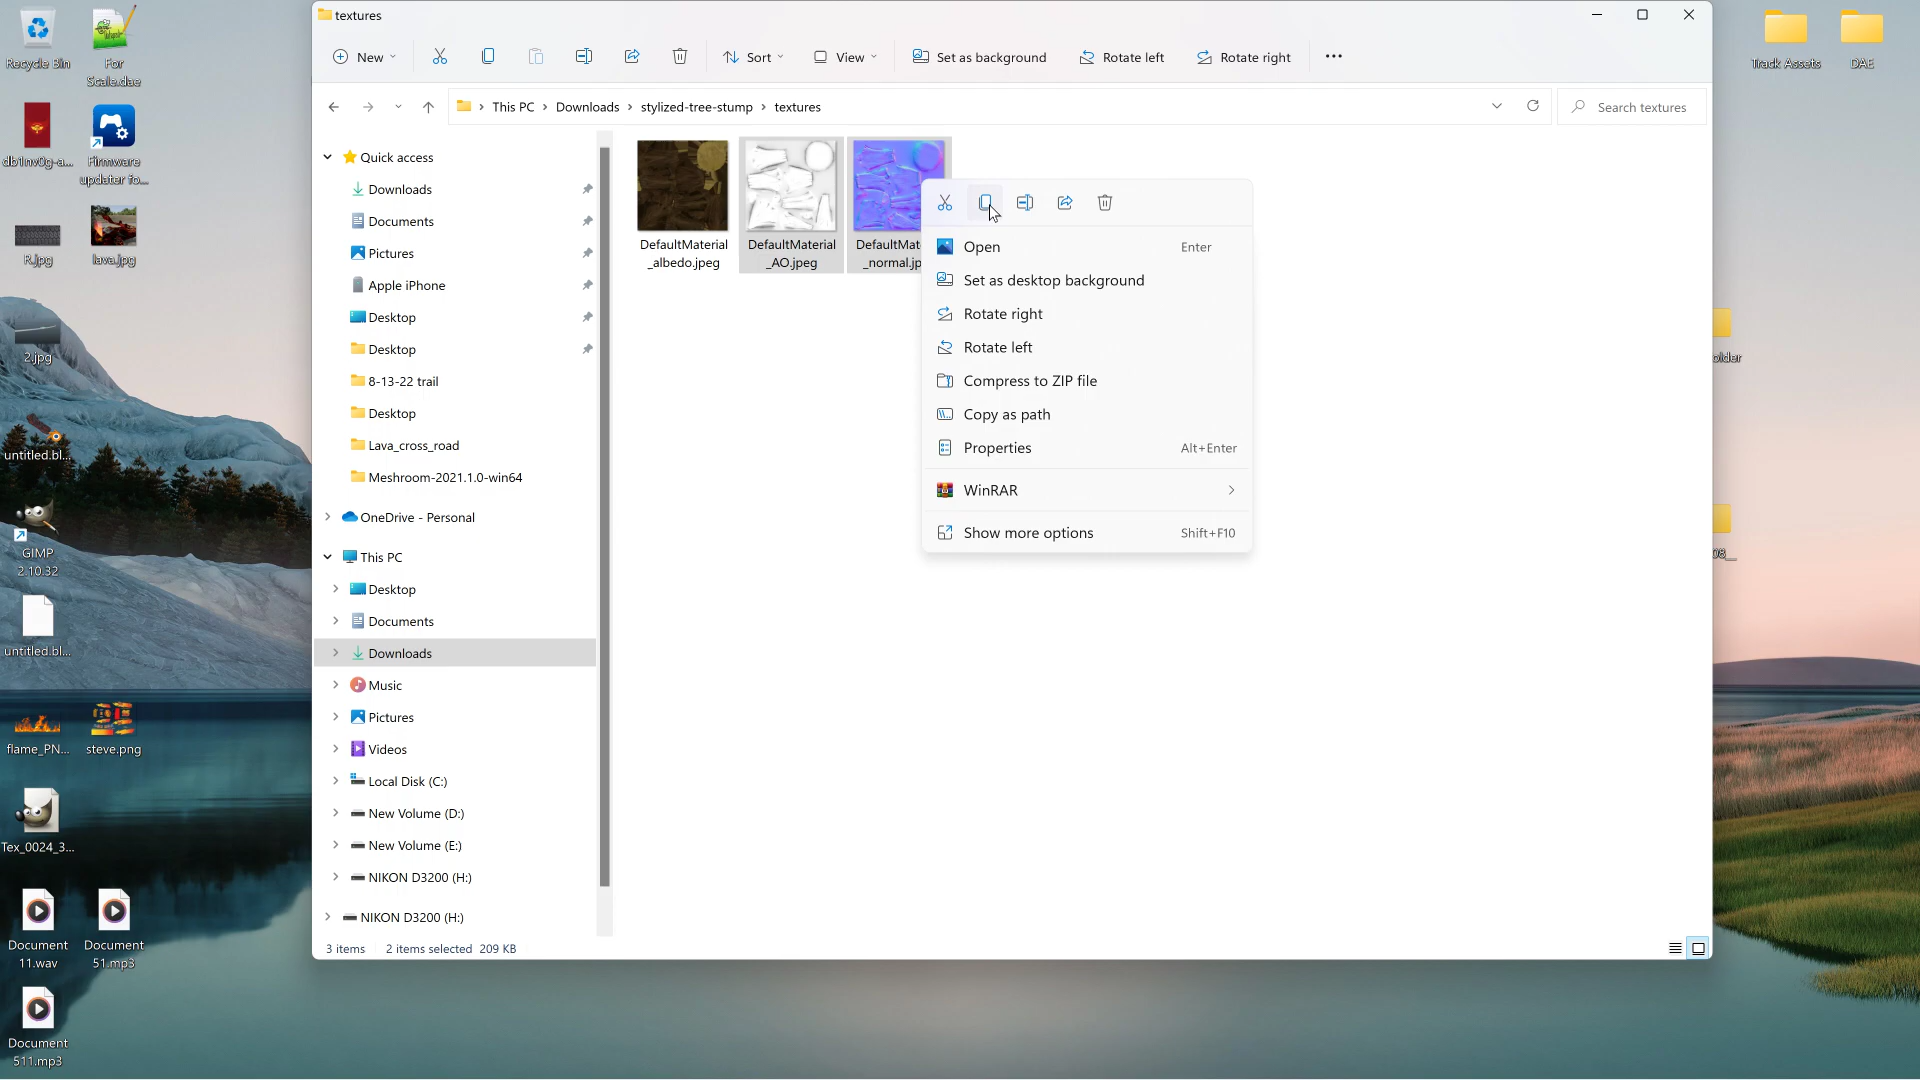 textures
New
Sort
View
Set as background
Rotate left
Rotate right
This PC
Downloads
stylized-tree-stump
textures
Search textures
Quick access
Downloads
Documents
Pictures
Apple iPhone
Desktop
Desktop
8-13-22 trail
Desktop
Lava_cross_road
Meshroom-2021.1.0-win64
OneDrive - Personal
This PC
Desktop
Documents
Downloads
Music
Pictures
Videos
Local Disk (C:)
New Volume (D:)
New Volume (E:)
NIKON D3200 (H:)
NIKON D3200 (H:)
3 items
2 items selected 209 KB
DefaultMaterial
_albedo.jpeg
DefaultMaterial
_AO.jpeg
DefaultMat
_normal.jp
Open Enter
Set as desktop background
Rotate right
Rotate left
Compress to ZIP file
Copy as path
Properties Alt+Enter
WinRAR
Show more options Shift+F10
Recycle Bin
For
Scale.dae
db1nv0g-a...
Firmware
updater fo...
R.jpg
lava.jpg
2.jpg
untitled.bl...
GIMP
2.10.32
untitled.bl...
flame_PN...
steve.png
Tex_0024_3...
Document
11.wav
Document
51.mp3
Document
511.mp3
Track Assets
DAE
older
08__